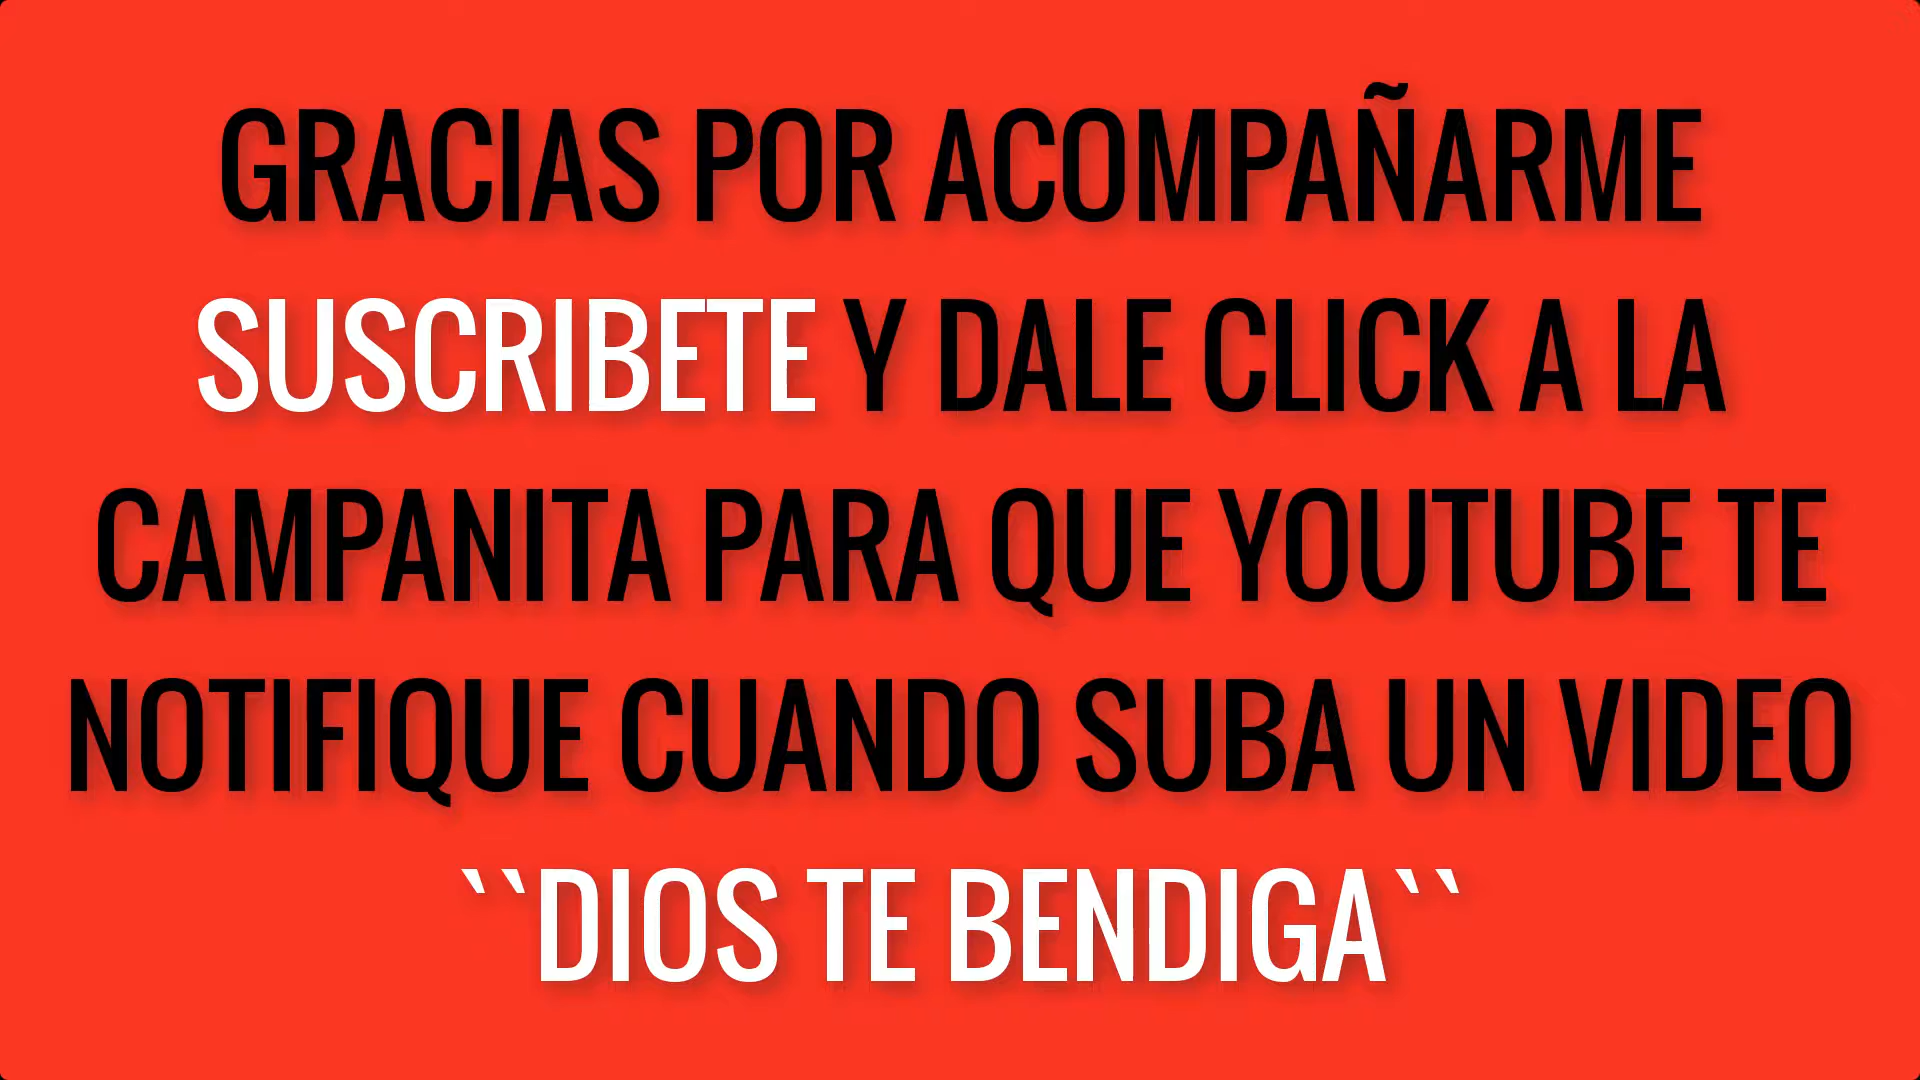 GRACIAS POR ACOMPAÑARME
SUSCRIBETE Y DALE CLICK A LA
CAMPANITA PARA QUE YOUTUBE TE
NOTIFIQUE CUANDO SUBA UN VIDEO
``DIOS TE BENDIGA``